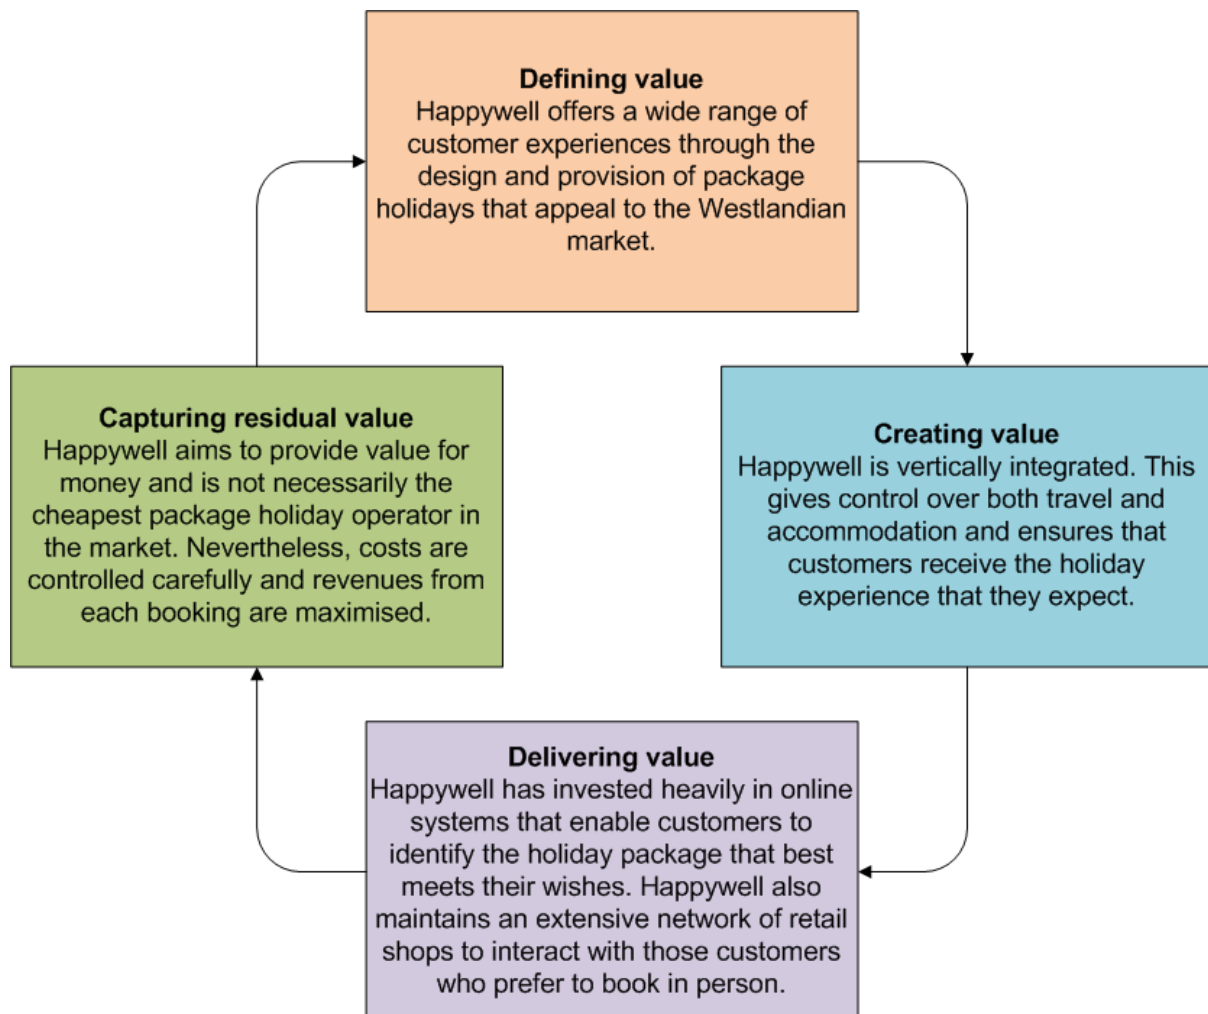 Defining value
Happywell offers a wide range of
customer experiences through the
design and provision of package
holidays that appeal to the Westlandian
market.
Creating value
Happywell is vertically integrated. This
gives control over both travel and
accommodation and ensures that
customers receive the holiday
experience that they expect.
Delivering value
Happywell has invested heavily in online
systems that enable customers to
identify the holiday package that best
meets their wishes. Happywell also
maintains an extensive network of retail
shops to interact with those customers
who prefer to book in person.
Capturing residual value
Happywell aims to provide value for
money and is not necessarily the
cheapest package holiday operator in
the market. Nevertheless, costs are
controlled carefully and revenues from
each booking are maximised.